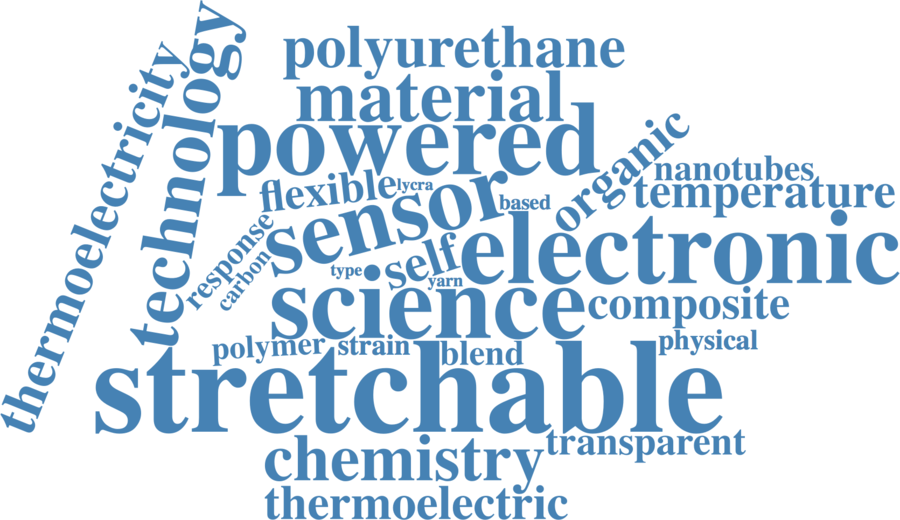 thermoelectricity
technology
polyurethane
material
powered
organic
nanotubes
temperature
flexible
lycra
sensor
based
electronic
response
carbon
type
self
yarn
science
composite
polymer
strain
blend
physical
stretchable
chemistry
transparent
thermoelectric